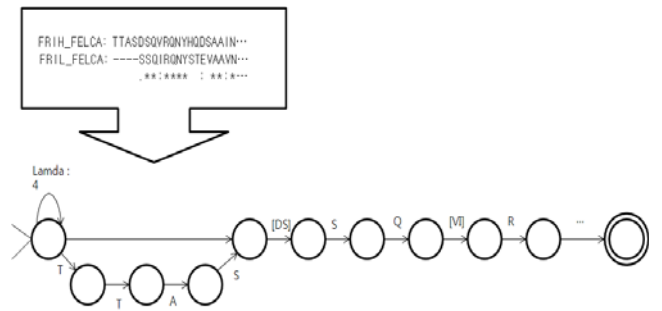 FRIH_FELCA: TTASDSQVRQNYHQDSAAIN…
FRIL_FELCA: ----SSQIRQNYSTEVAAVN…
.**:**** : **:*…
Lamda :
4
[DS] S Q [VI] R …
T S
T A